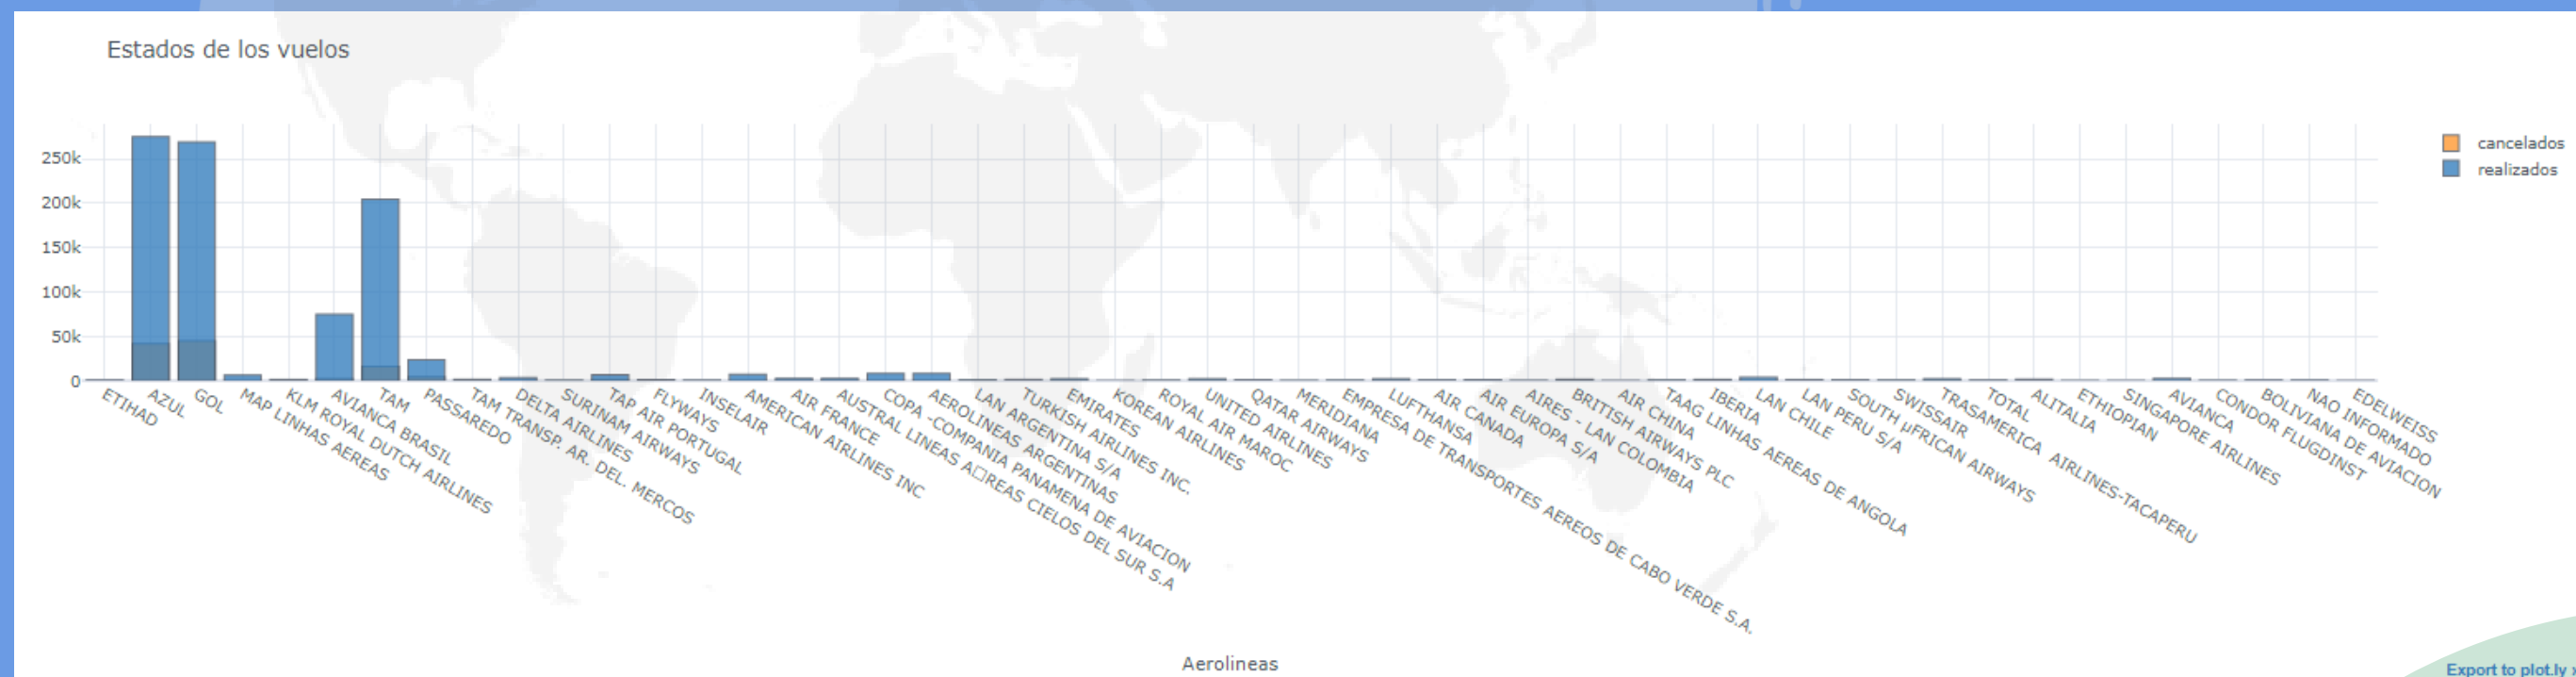 Estados de los vuelos
250k
200k
150k
100k
50k
0
cancelados
realizados
ETIHAD
AZUL
GOL
MAP LINHAS AEREAS
KLM ROYAL DUTCH AIRLINES
AVIANCA BRASIL
TAM
PASSAREDO
TAM TRANSP. AR. DEL. MERCOS
DELTA AIRLINES
SURINAM AIRWAYS
TAP AIR PORTUGAL
FLYWAYS
INSELAIR
AMERICAN AIRLINES INC
AIR FRANCE
AUSTRAL LINEAS A□REAS CIELOS DEL SUR S.A
COPA -COMPANIA PANAMENA DE AVIACION
AEROLINEAS ARGENTINAS
LAN ARGENTINA S/A
TURKISH AIRLINES INC.
EMIRATES
KOREAN AIRLINES
ROYAL AIR MAROC
UNITED AIRLINES
QATAR AIRWAYS
MERIDIANA
EMPRESA DE TRANSPORTES AEREOS DE CABO VERDE S.A.
LUFTHANSA
AIR CANADA
AIR EUROPA S/A
AIRES - LAN COLOMBIA
BRITISH AIRWAYS PLC
AIR CHINA
TAAG LINHAS AEREAS DE ANGOLA
IBERIA
LAN CHILE
LAN PERU S/A
SOUTH µFRICAN AIRWAYS
SWISSAIR
TRASAMERICA AIRLINES-TACAPERU
TOTAL
ALITALIA
ETHIOPIAN
SINGAPORE AIRLINES
AVIANCA
CONDOR FLUGDINST
BOLIVIANA DE AVIACION
NAO INFORMADO
EDELWEISS
Aerolineas
Export to plot.ly »